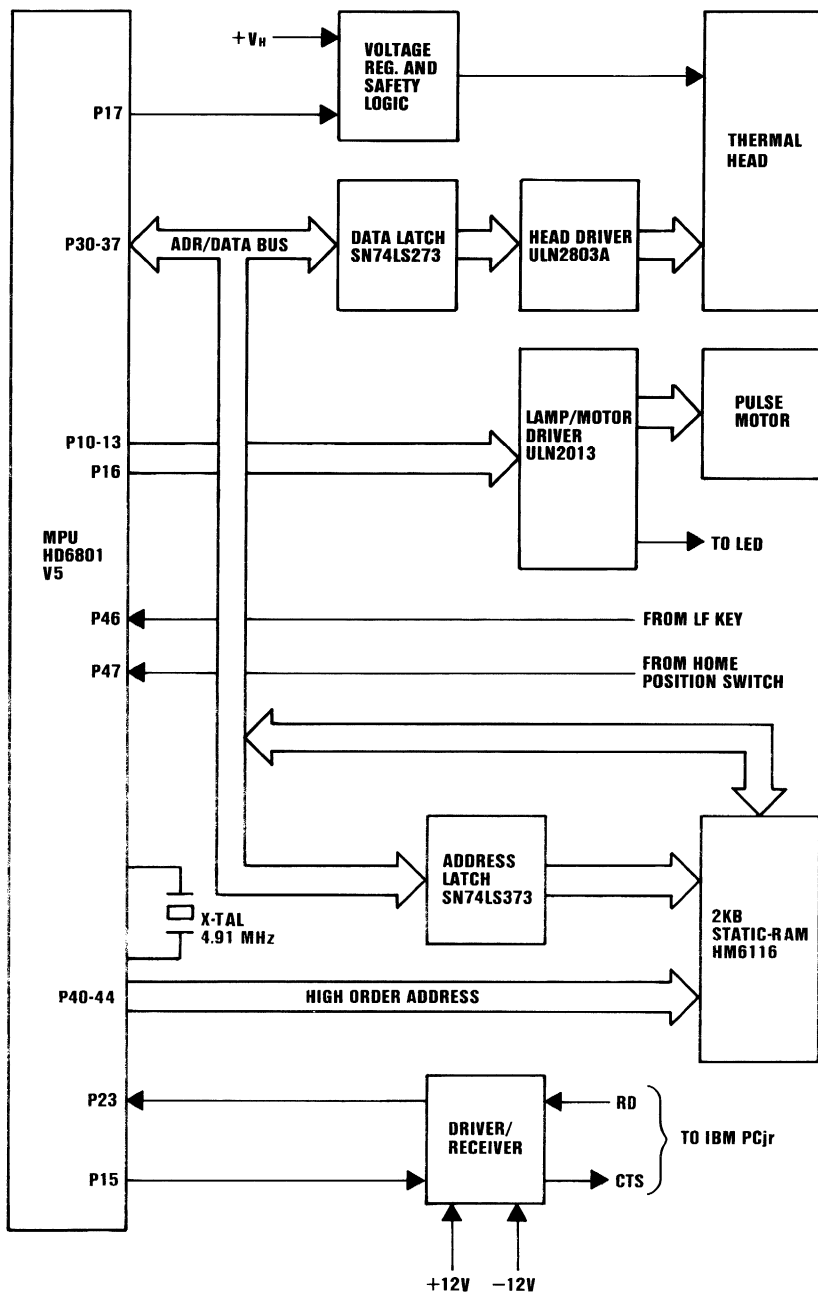 +VH
VOLTAGE
REG. AND
SAFETY
LOGIC
P17
THERMAL
HEAD
P30-37
ADR/DATA BUS
DATA LATCH
SN74LS273
HEAD DRIVER
ULN2803A
P10-13
P16
LAMP/MOTOR
DRIVER
ULN2013
PULSE
MOTOR
TO LED
MPU
HD6801
V5
P46
FROM LF KEY
P47
FROM HOME
POSITION SWITCH
X-TAL
4.91 MHz
ADDRESS
LATCH
SN74LS373
2KB
STATIC-RAM
HM6116
P40-44
HIGH ORDER ADDRESS
P23
DRIVER/
RECEIVER
RD
TO IBM PCjr
P15
CTS
+12V -12V